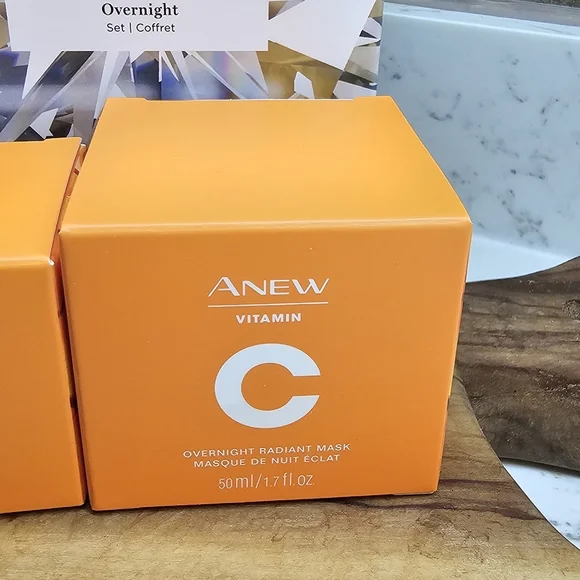 Overnight
Set | Coffret
ANEW
VITAMIN
C
OVERNIGHT RADIANT MASK
MASQUE DE NUIT ÉCLAT
50 ml/1.7 fl. oz.